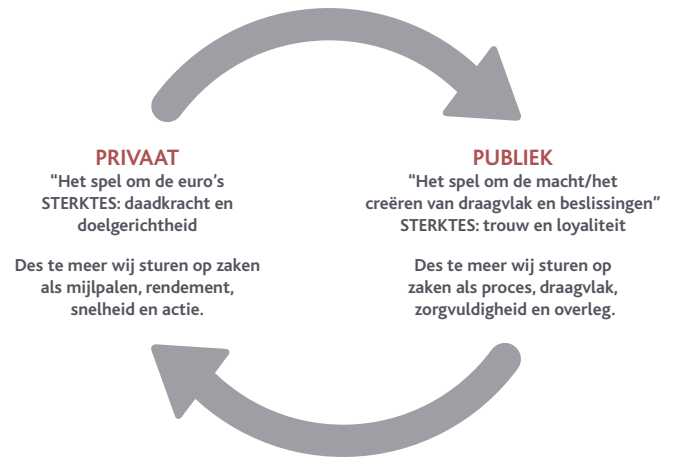 PRIVAAT
“Het spel om de euro’s
STERKTES: daadkracht en
doelgerichtheid
Des te meer wij sturen op zaken
als mijlpalen, rendement,
snelheid en actie.
PUBLIEK
“Het spel om de macht/het
creëren van draagvlak en beslissingen”
STERKTES: trouw en loyaliteit
Des te meer wij sturen op
zaken als proces, draagvlak,
zorgvuldigheid en overleg.